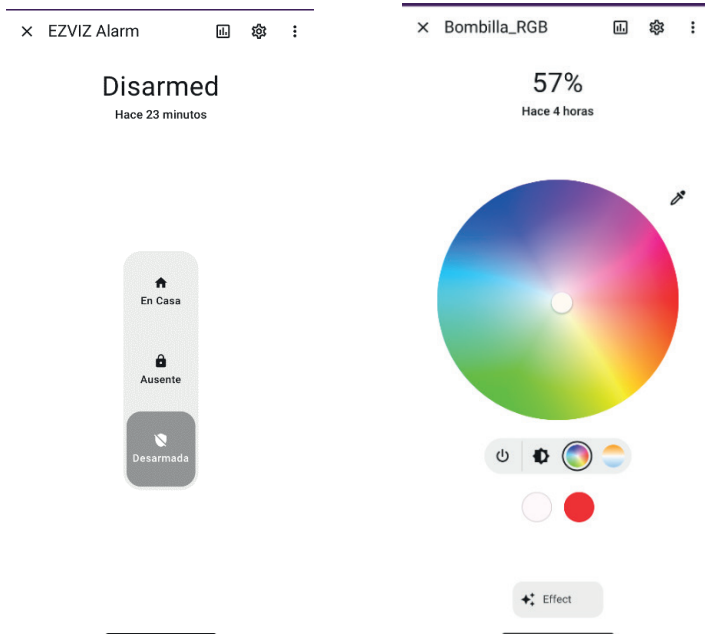 EZVIZ Alarm
Disarmed
Hace 23 minutos
En Casa
Ausente
Desarmada
Bombilla_RGB
57%
Hace 4 horas
Effect